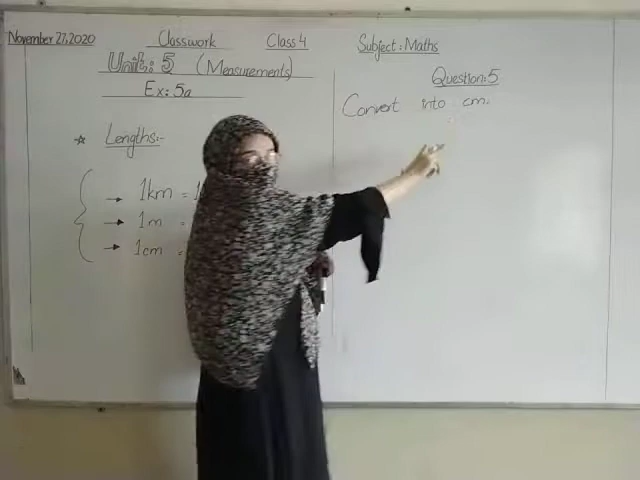 November 27, 2020 Classwork Class 4 Subject: Maths
Unit: 5 (Measurements)
Ex: 5a
Lengths:-
→ 1km = 1
→ 1m =
→ 1cm =
Question: 5
Convert into cm.